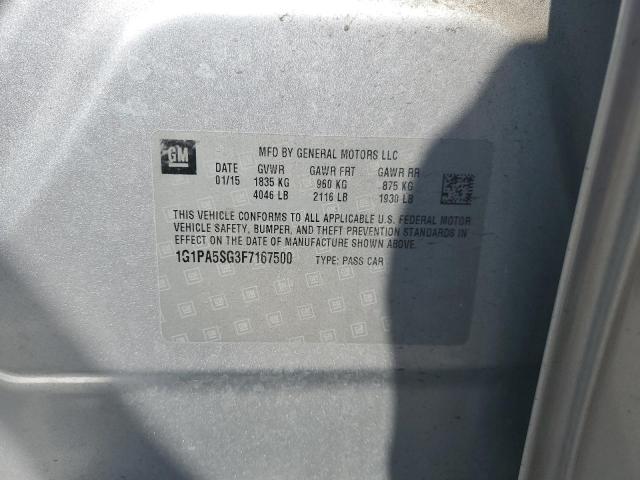 GM
MFD BY GENERAL MOTORS LLC
DATE GVWR GAWR FRT GAWR RR
01/15 1835 KG 960 KG 875 KG
4046 LB 2116 LB 1930 LB
THIS VEHICLE CONFORMS TO ALL APPLICABLE U.S. FEDERAL MOTOR
VEHICLE SAFETY, BUMPER, AND THEFT PREVENTION STANDARDS IN
EFFECT ON THE DATE OF MANUFACTURE SHOWN ABOVE.
1G1PA5SG3F7167500 TYPE: PASS CAR